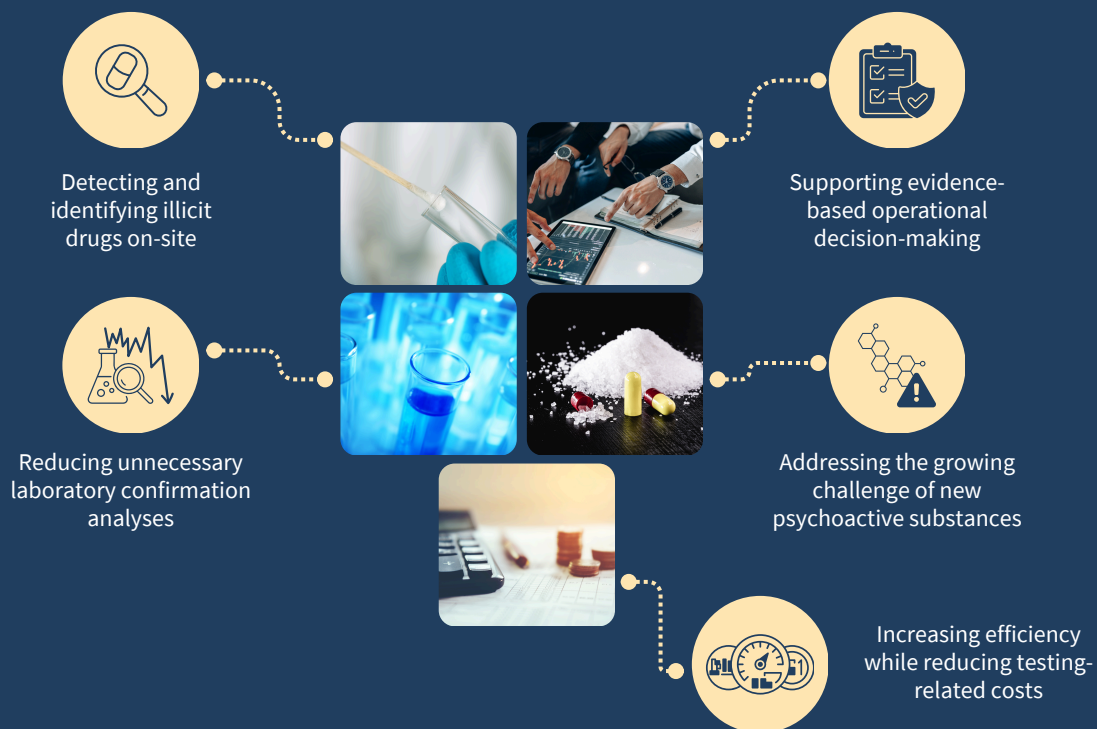 Detecting and
identifying illicit
drugs on-site
Supporting evidence-
based operational
decision-making
Reducing unnecessary
laboratory confirmation
analyses
Addressing the growing
challenge of new
psychoactive substances
Increasing efficiency
while reducing testing-
related costs